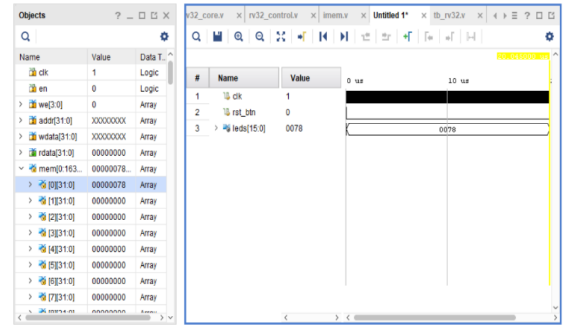 Objects
Name Value Data T..
clk 1 Logic
en 0 Logic
we[3:0] 0 Array
addr[31:0] XXXXXXXX Array
wdata[31:0] XXXXXXXX Array
rdata[31:0] 00000000 Array
mem[0:163... 00000078... Array
[0][31:0] 00000078 Array
[1][31:0] 00000000 Array
[2][31:0] 00000000 Array
[3][31:0] 00000000 Array
[4][31:0] 00000000 Array
[5][31:0] 00000000 Array
[6][31:0] 00000000 Array
[7][31:0] 00000000 Array
v32_core.v rv32_control.v imem.v Untitled 1* tb_rv32.v
# Name Value 0 us 10 us
1 clk 1
2 rst_btn 0
3 leds[15:0] 0078 0078